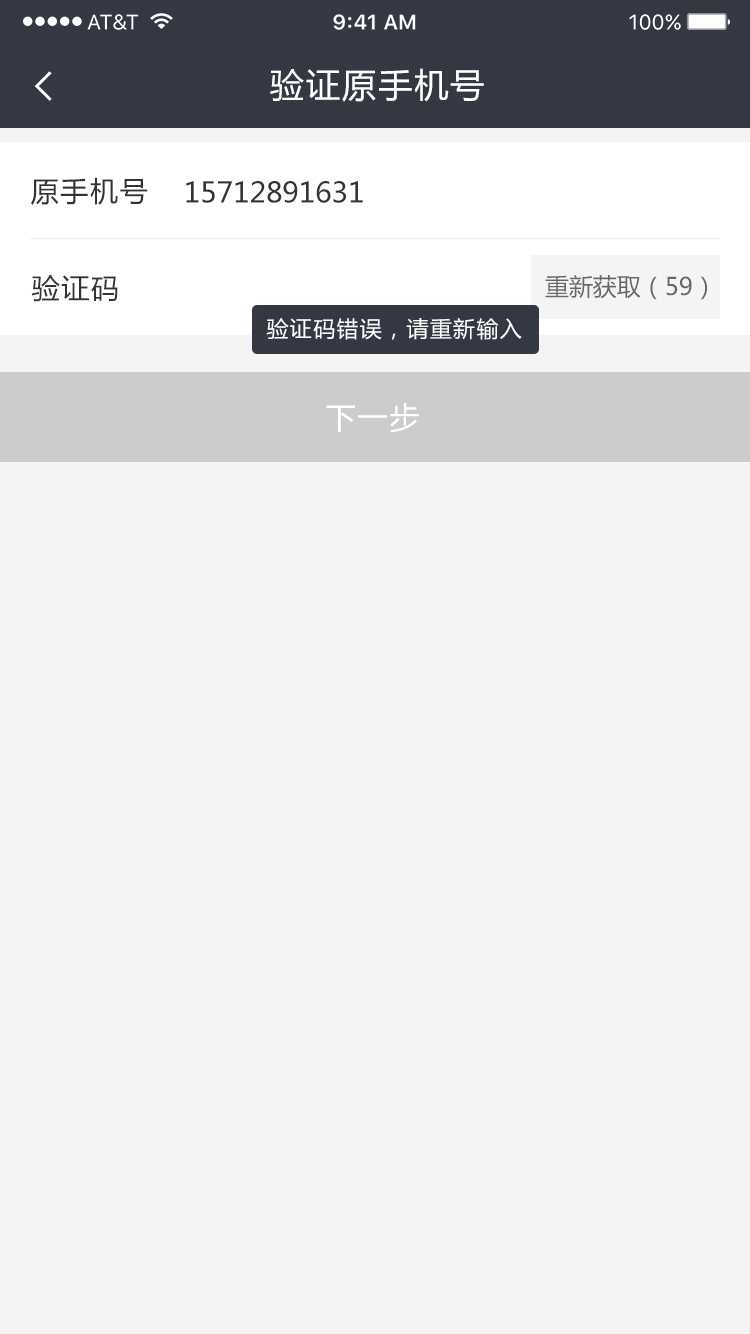 ●●●●● AT&T 9:41 AM 100%
验证原手机号
原手机号 15712891631
验证码 重新获取（59）
验证码错误，请重新输入
下一步